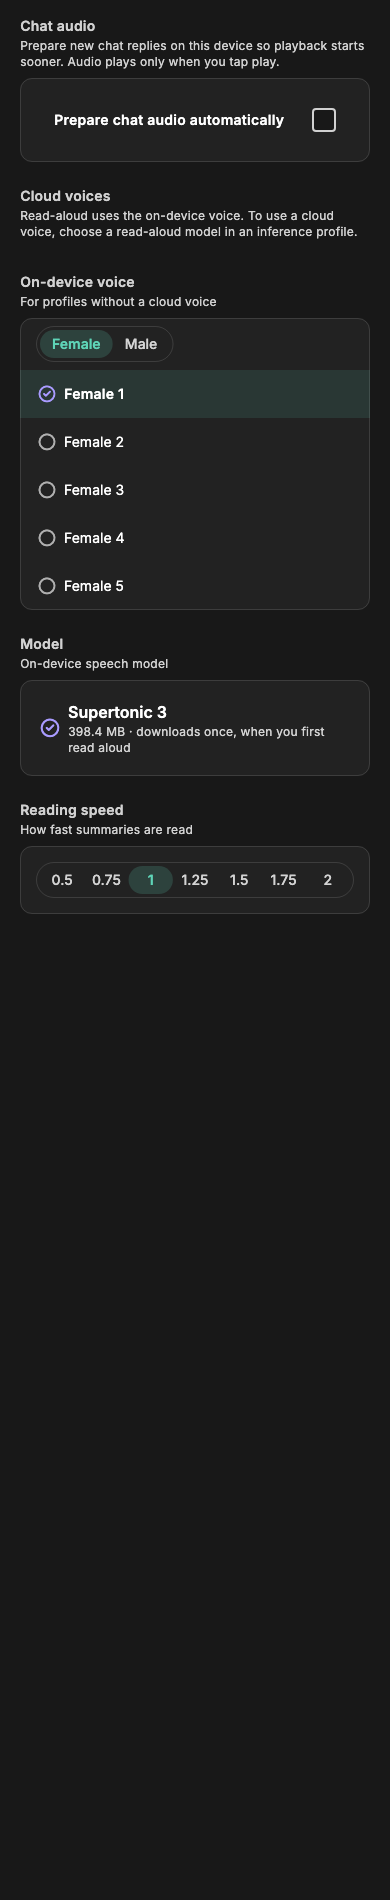 Chat audio
Prepare new chat replies on this device so playback starts
sooner. Audio plays only when you tap play.
Prepare chat audio automatically
Cloud voices
Read-aloud uses the on-device voice. To use a cloud
voice, choose a read-aloud model in an inference profile.
On-device voice
For profiles without a cloud voice
Female Male
Female 1
Female 2
Female 3
Female 4
Female 5
Model
On-device speech model
Supertonic 3
398.4 MB · downloads once, when you first
read aloud
Reading speed
How fast summaries are read
0.5 0.75 1 1.25 1.5 1.75 2